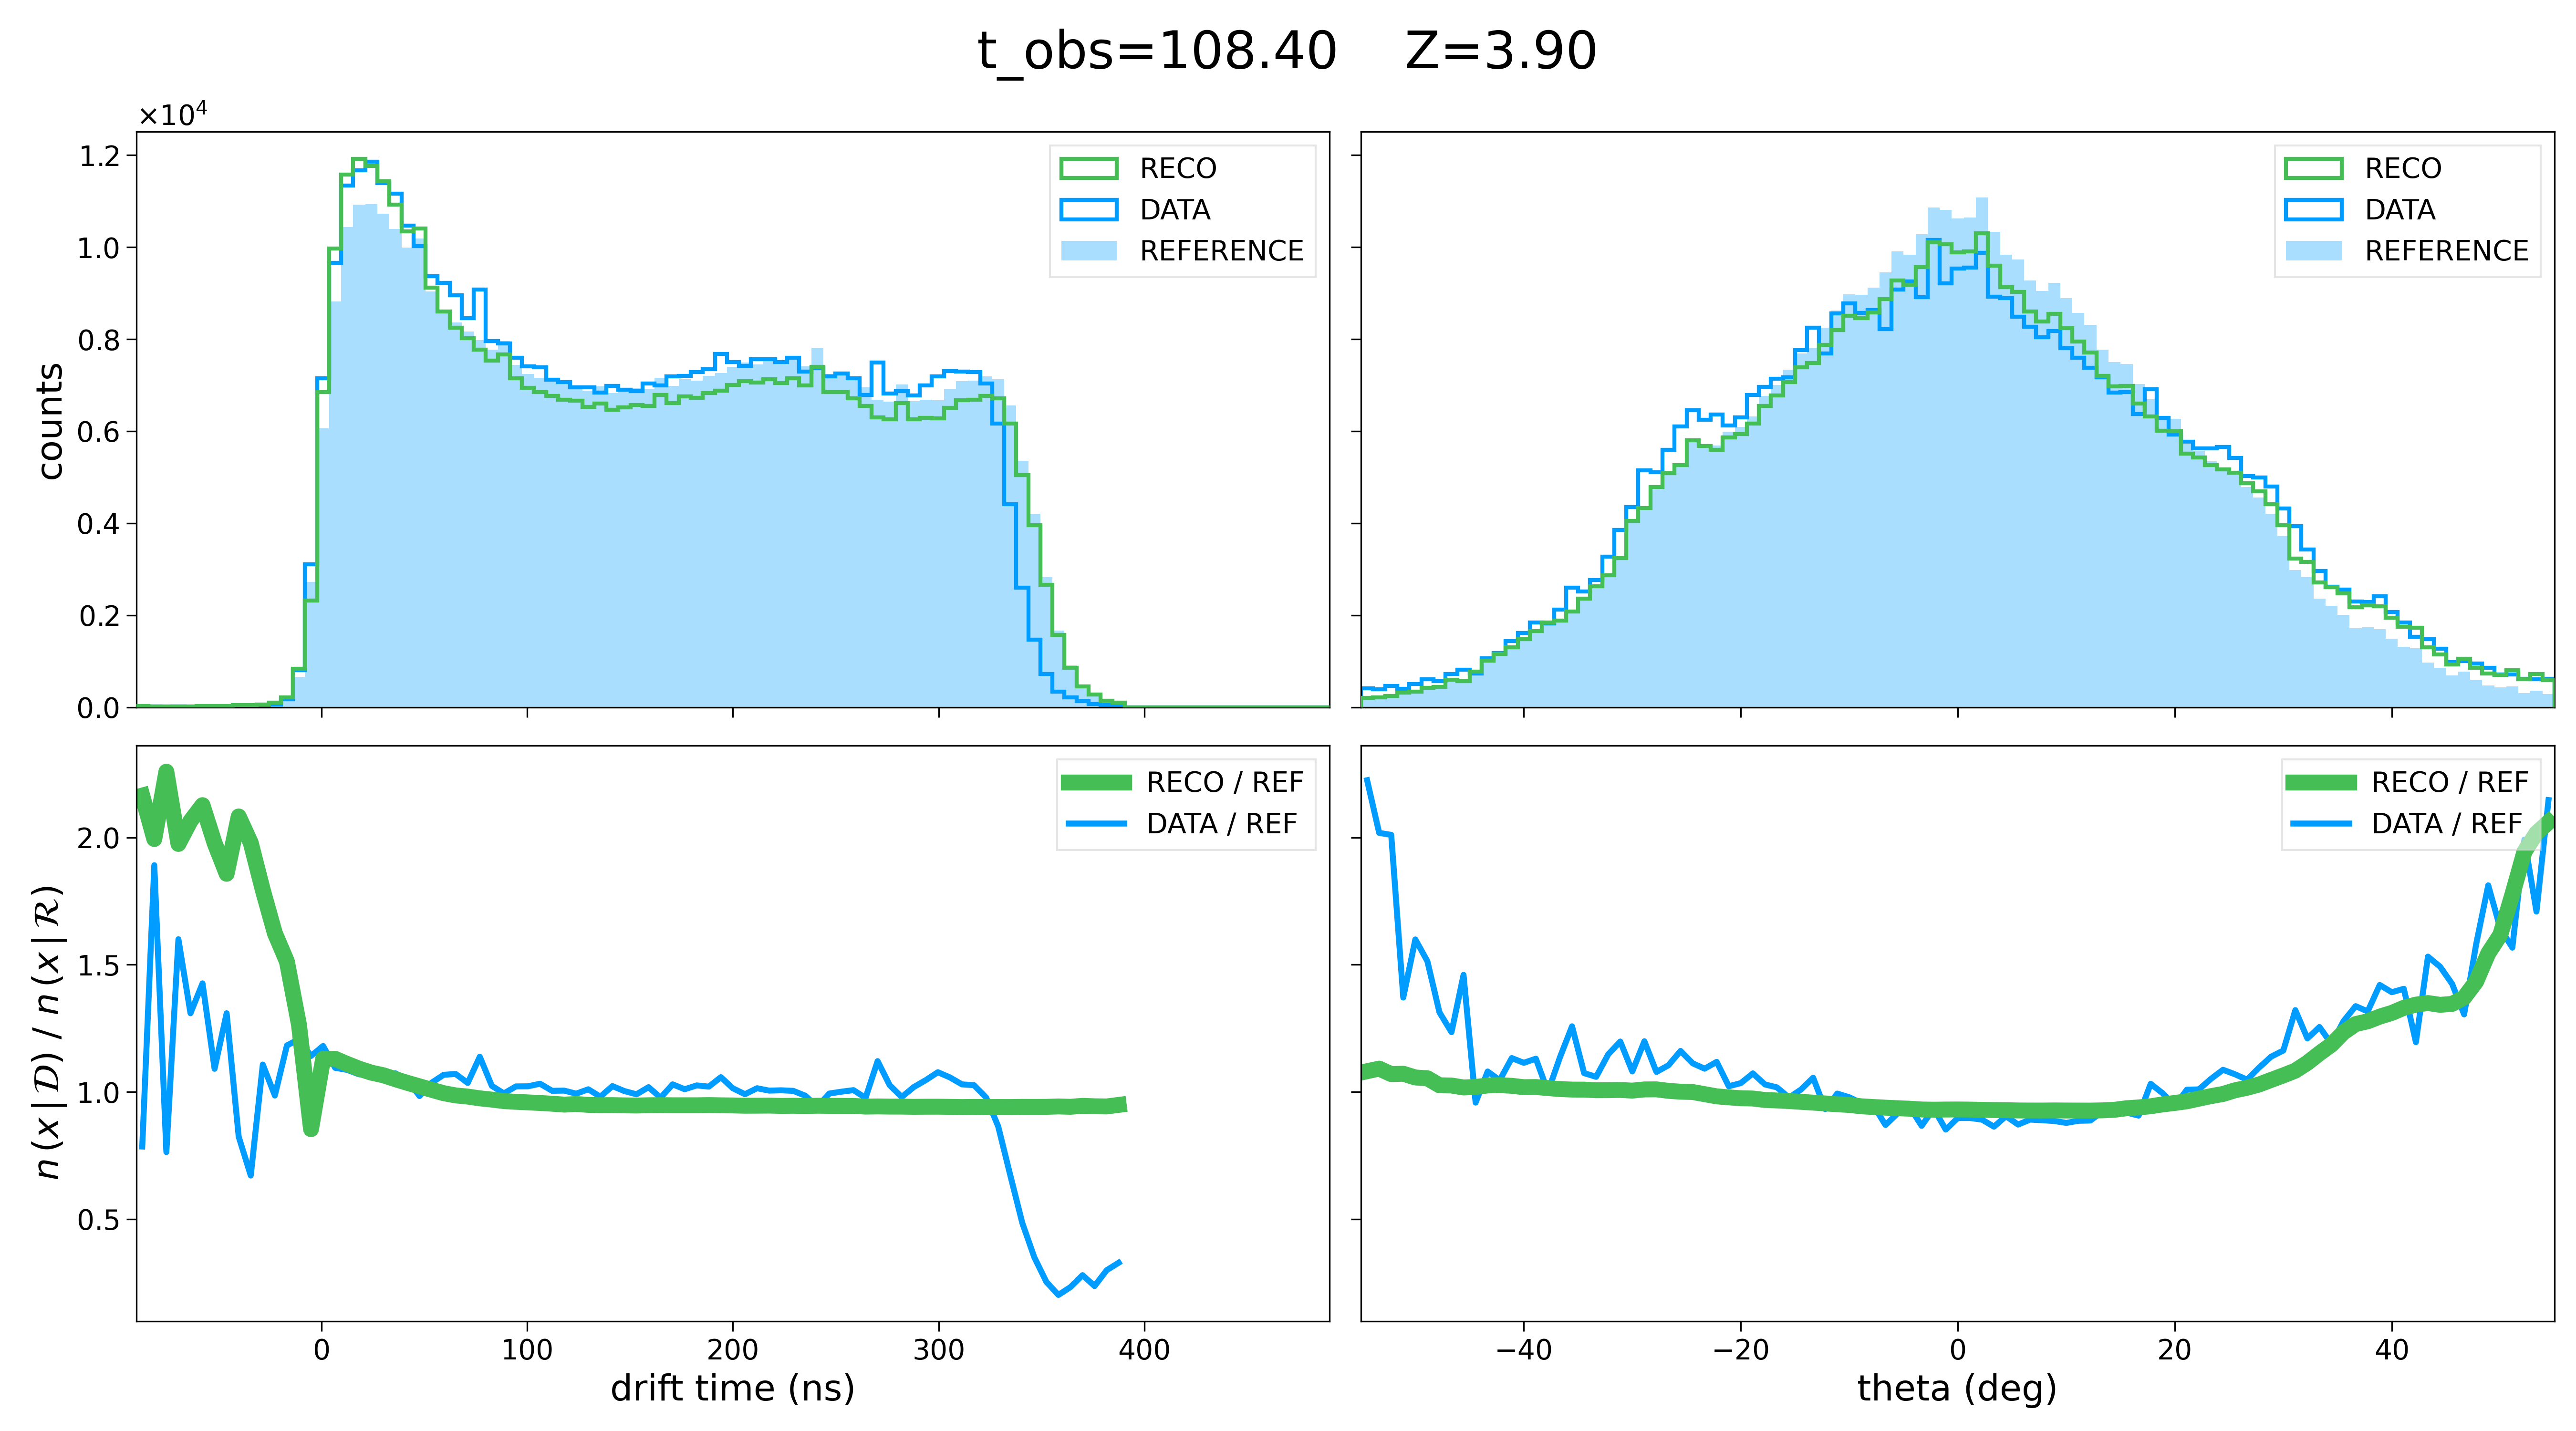 t_obs=108.40    Z=3.90
×10⁴
1.2
1.0
0.8
0.6
0.4
0.2
0.0
counts
RECO
DATA
REFERENCE
RECO
DATA
REFERENCE
2.0
1.5
1.0
0.5
n(x|𝒟) / n(x|ℛ)
RECO / REF
DATA / REF
0 100 200 300 400
drift time (ns)
RECO / REF
DATA / REF
−40 −20 0 20 40
theta (deg)